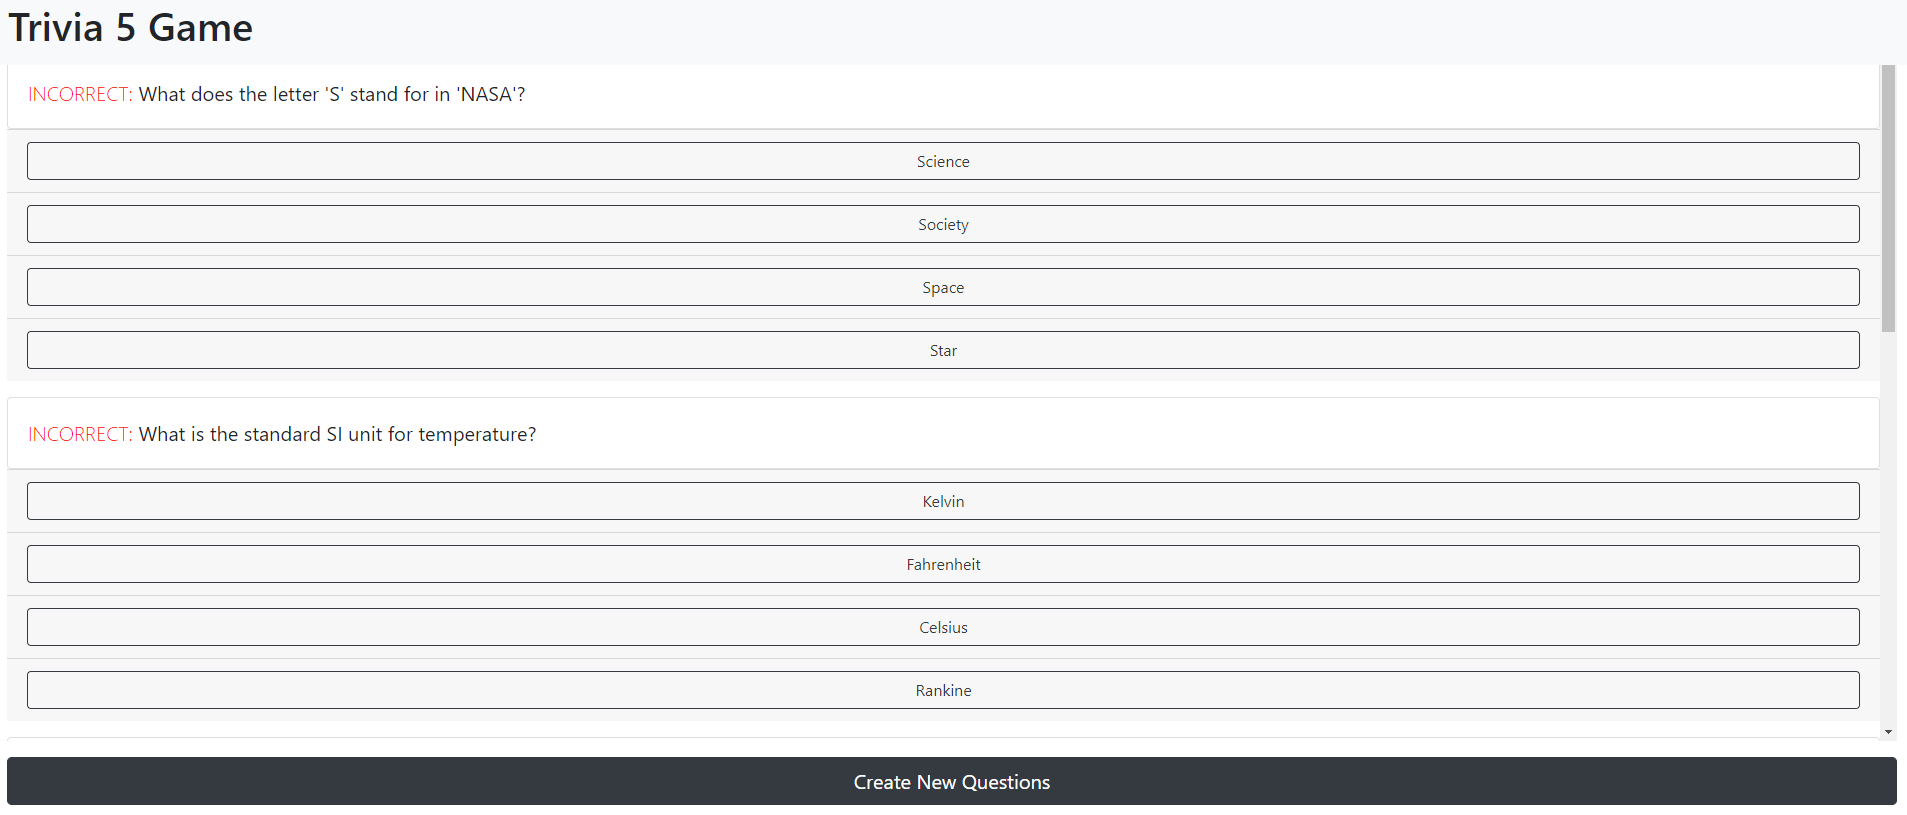 Trivia 5 Game
INCORRECT: What does the letter 'S' stand for in 'NASA'?
Science
Society
Space
Star
INCORRECT: What is the standard SI unit for temperature?
Kelvin
Fahrenheit
Celsius
Rankine
Create New Questions